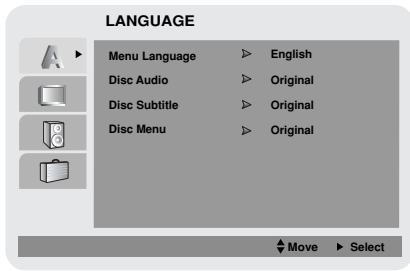 LANGUAGE
A
Menu Language English
Disc Audio Original
Disc Subtitle Original
Disc Menu Original
Move Select